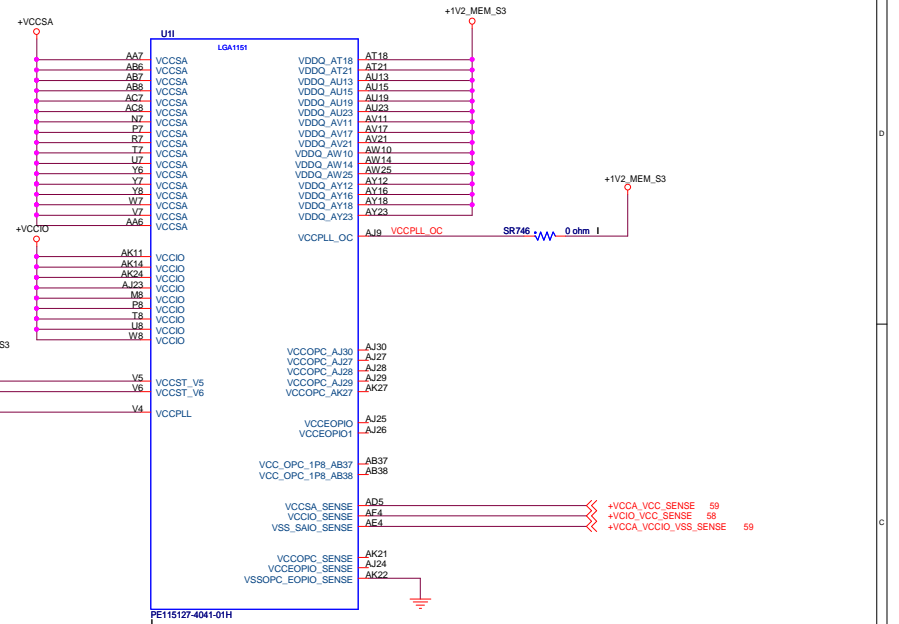 +VCCSA
+1V2_MEM_S3
U1I
LGA1151
AA7 VCCSA VDDQ_AT18 AT18
AB6 VCCSA VDDQ_AT21 AT21
AB7 VCCSA VDDQ_AU13 AU13
AB8 VCCSA VDDQ_AU15 AU15
AC7 VCCSA VDDQ_AU19 AU19
AC8 VCCSA VDDQ_AU23 AU23
N7 VCCSA VDDQ_AV11 AV11
P7 VCCSA VDDQ_AV17 AV17
R7 VCCSA VDDQ_AV21 AV21
T7 VCCSA VDDQ_AW10 AW10
U7 VCCSA VDDQ_AW14 AW14
Y6 VCCSA VDDQ_AW25 AW25
Y7 VCCSA VDDQ_AY12 AY12
Y8 VCCSA VDDQ_AY16 AY16
W7 VCCSA VDDQ_AY18 AY18
V7 VCCSA VDDQ_AY23 AY23
AA6 VCCSA
+1V2_MEM_S3
+VCCIO
VCCPLL_OC AJ9 VCCPLL_OC SR746 0 ohm I
AK11 VCCIO
AK14 VCCIO
AK24 VCCIO
AJ23 VCCIO
M8 VCCIO
P8 VCCIO
T8 VCCIO
U8 VCCIO
W8 VCCIO
S3
VCCOPC_AJ30 AJ30
VCCOPC_AJ27 AJ27
VCCOPC_AJ28 AJ28
V5 VCCST_V5 VCCOPC_AJ29 AJ29
V6 VCCST_V6 VCCOPC_AK27 AK27
V4 VCCPLL
VCCEOPIO AJ25
VCCEOPIO1 AJ26
VCC_OPC_1P8_AB37 AB37
VCC_OPC_1P8_AB38 AB38
VCCSA_SENSE AD5 +VCCA_VCC_SENSE 59
VCCIO_SENSE AF4 +VCIO_VCC_SENSE 58
VSS_SAIO_SENSE AE4 +VCCA_VCCIO_VSS_SENSE 59
VCCOPC_SENSE AK21
VCCEOPIO_SENSE AJ24
VSSOPC_EOPIO_SENSE AK22
PE115127-4041-01H
D
C